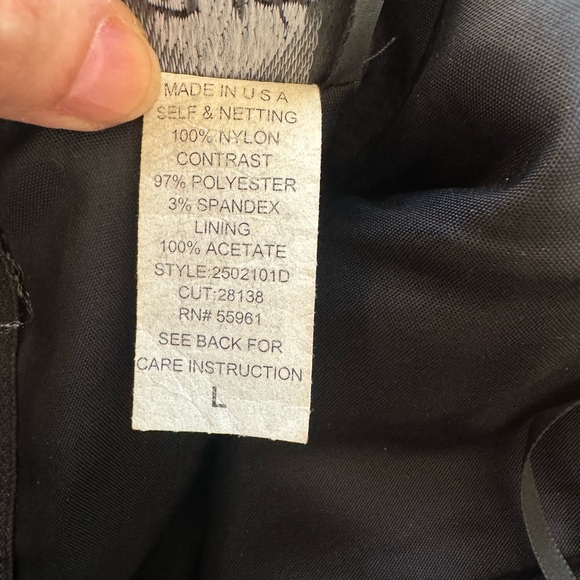 MADE IN U S A
SELF & NETTING
100% NYLON
CONTRAST
97% POLYESTER
3% SPANDEX
LINING
100% ACETATE
STYLE:2502101D
CUT:28138
RN# 55961
SEE BACK FOR
CARE INSTRUCTION
L